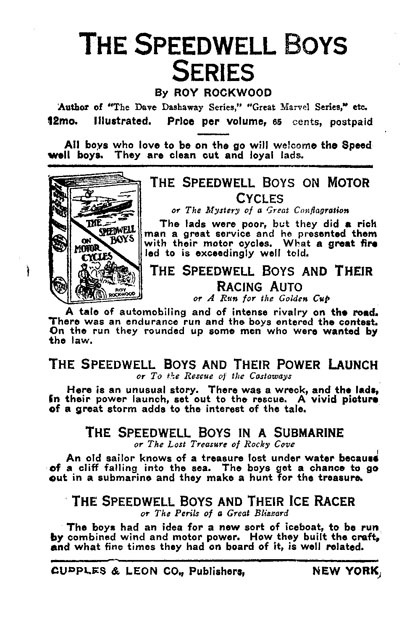 THE SPEEDWELL BOYS
SERIES
By ROY ROCKWOOD
Author of "The Dave Dashaway Series," "Great Marvel Series," etc.
12mo. Illustrated. Price per volume, 65 cents, postpaid
All boys who love to be on the go will welcome the Speed
well boys. They are clean cut and loyal lads.
THE
SPEEDWELL
BOYS
ON
MOTOR
CYCLES
ROY
ROCKWOOD
THE SPEEDWELL BOYS ON MOTOR
CYCLES
or The Mystery of a Great Conflagration
The lads were poor, but they did a rich
man a great service and he presented them
with their motor cycles. What a great fire
led to is exceedingly well told.
THE SPEEDWELL BOYS AND THEIR
RACING AUTO
or A Run for the Golden Cup
A tale of automobiling and of intense rivalry on the road.
There was an endurance run and the boys entered the contest.
On the run they rounded up some men who were wanted by
the law.
THE SPEEDWELL BOYS AND THEIR POWER LAUNCH
or To the Rescue of the Castaways
Here is an unusual story. There was a wreck, and the lads,
in their power launch, set out to the rescue. A vivid picture
of a great storm adds to the interest of the tale.
THE SPEEDWELL BOYS IN A SUBMARINE
or The Lost Treasure of Rocky Cove
An old sailor knows of a treasure lost under water because
of a cliff falling into the sea. The boys get a chance to go
out in a submarine and they make a hunt for the treasure.
THE SPEEDWELL BOYS AND THEIR ICE RACER
or The Perils of a Great Blizzard
The boys had an idea for a new sort of iceboat, to be run
by combined wind and motor power. How they built the craft,
and what fine times they had on board of it, is well related.
CUPPLES & LEON CO., Publishers, NEW YORK